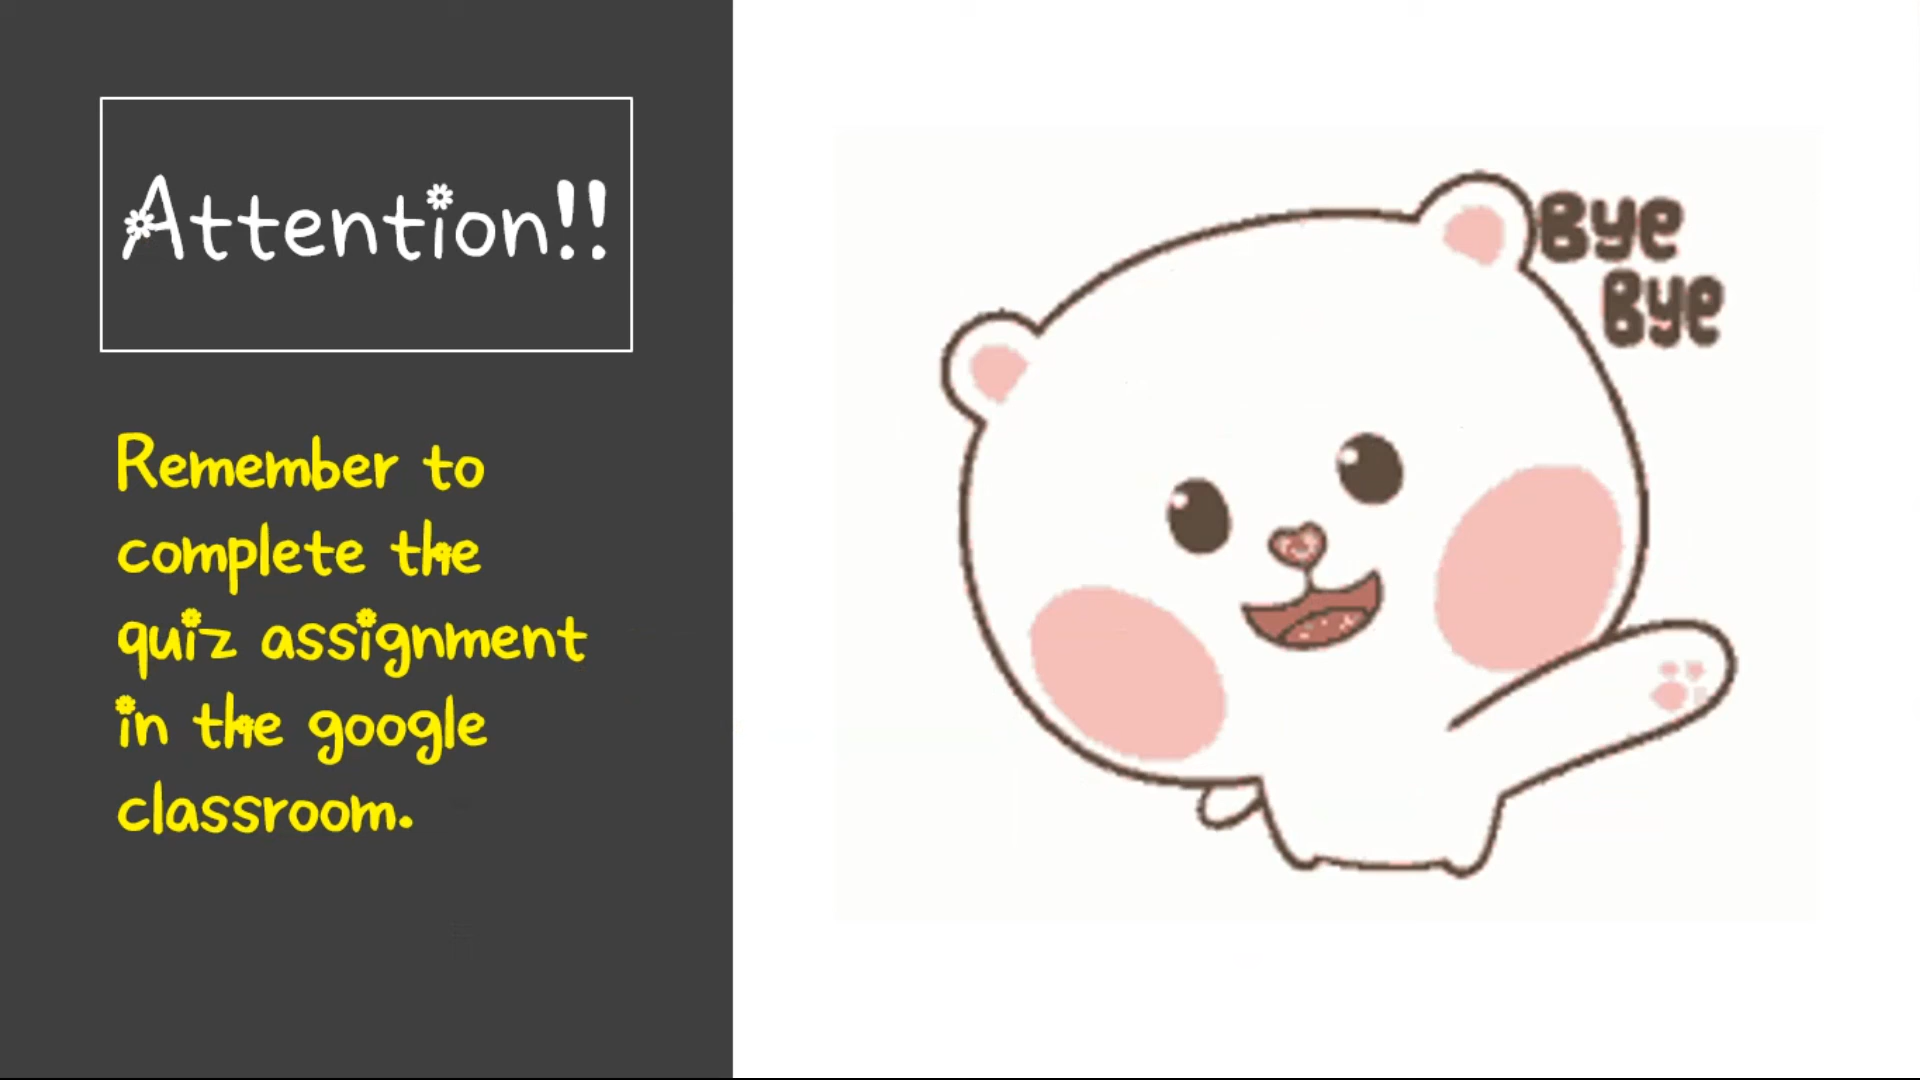 Attention!!
Remember to
complete the
quiz assignment
in the google
classroom.
Bye
Bye